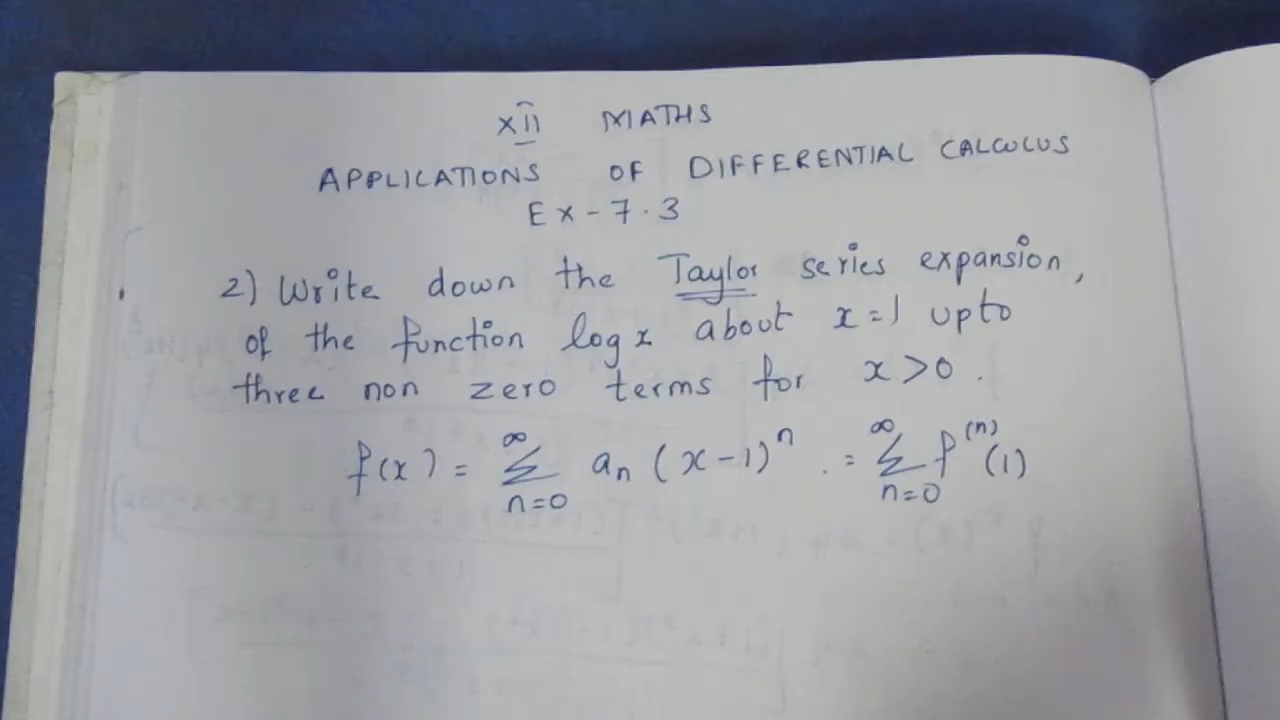 XII MATHS
APPLICATIONS OF DIFFERENTIAL CALCULUS
Ex-7.3
2) Write down the Taylor series expansion,
of the function log x about x=1 upto
three non zero terms for x>0.
f(x) = ∞∑n=0 an (x-1)^n . = ∞∑n=0 f^(n)(1)